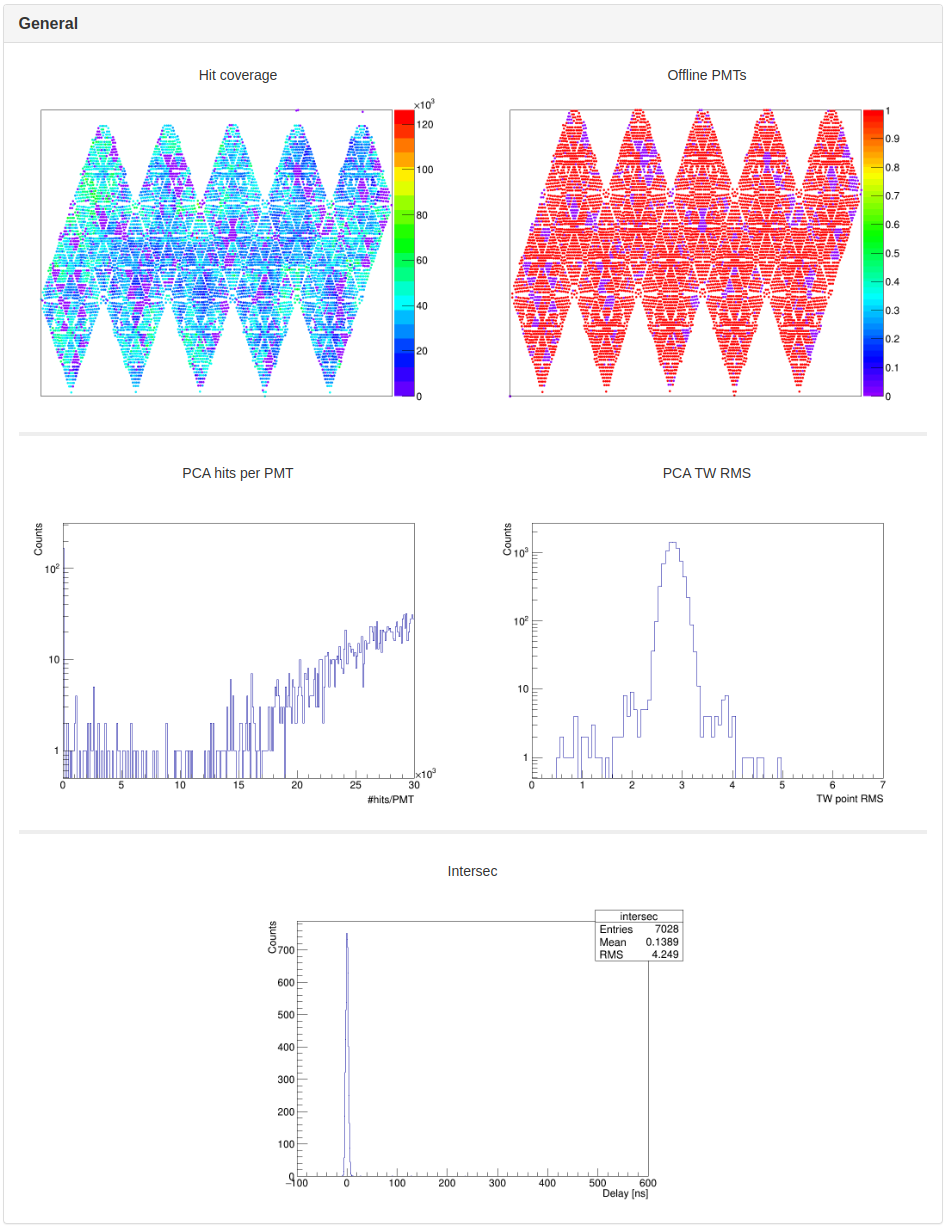 General
Hit coverage
Offline PMTs
×10³
120
100
80
60
40
20
0
1
0.9
0.8
0.7
0.6
0.5
0.4
0.3
0.2
0.1
0
PCA hits per PMT
PCA TW RMS
Counts
10²
10
1
0 5 10 15 20 25 30
×10³
#hits/PMT
Counts
10³
10²
10
1
0 1 2 3 4 5 6 7
TW point RMS
Intersec
intersec
Entries 7028
Mean 0.1389
RMS 4.249
Counts
700
600
500
400
300
200
100
0
−100 0 100 200 300 400 500 600
Delay [ns]